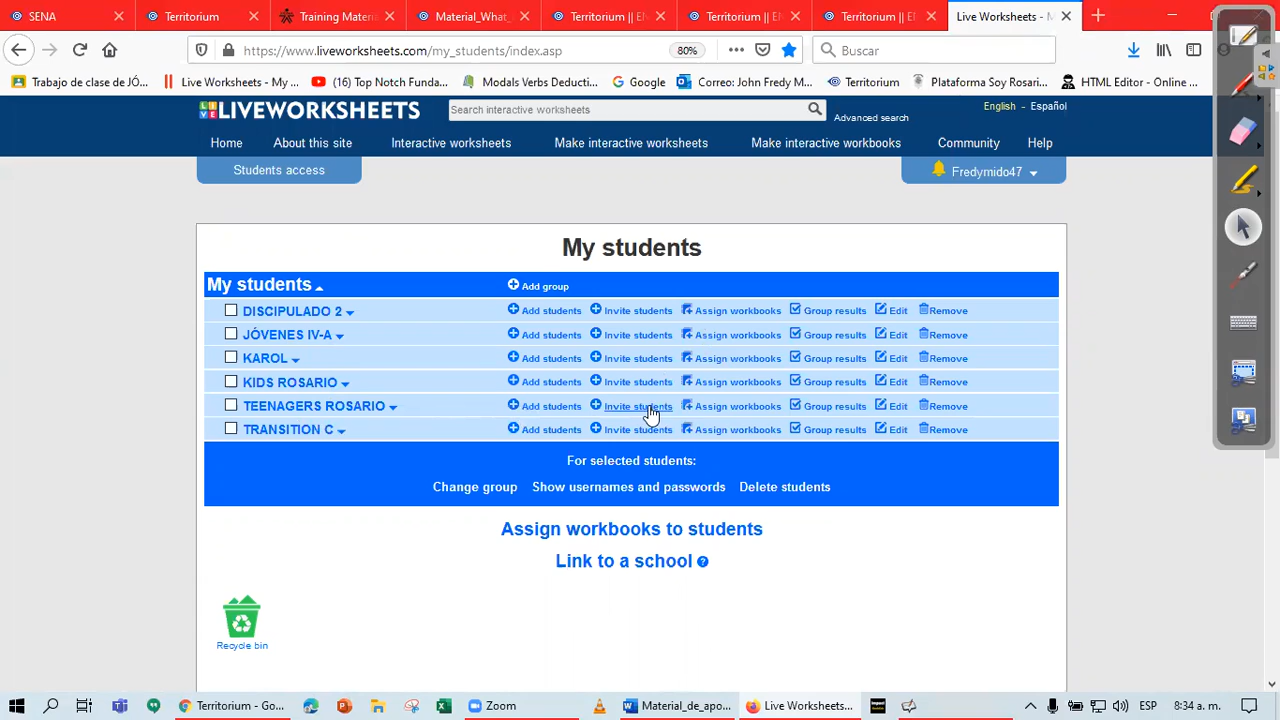 SENA
Territorium
Training Mater
Material_What_
Territorium || E
Territorium || E
Territorium || E
Live Worksheets - M
https://www.liveworksheets.com/my_students/index.asp
80%
Buscar
Trabajo de clase de JÓ...
Live Worksheets - My ...
(16) Top Notch Funda...
Modals Verbs Deducti...
Google
Correo: John Fredy M...
Territorium
Plataforma Soy Rosari...
HTML Editor - Online ...
LIVEWORKSHEETS
Search interactive worksheets
Advanced search
English - Español
Home About this site Interactive worksheets Make interactive worksheets Make interactive workbooks Community Help
Students access
Fredymido47
My students
My students Add group
DISCIPULADO 2 Add students Invite students Assign workbooks Group results Edit Remove
JÓVENES IV-A Add students Invite students Assign workbooks Group results Edit Remove
KAROL Add students Invite students Assign workbooks Group results Edit Remove
KIDS ROSARIO Add students Invite students Assign workbooks Group results Edit Remove
TEENAGERS ROSARIO Add students Invite students Assign workbooks Group results Edit Remove
TRANSITION C Add students Invite students Assign workbooks Group results Edit Remove
For selected students:
Change group Show usernames and passwords Delete students
Assign workbooks to students
Link to a school ?
Recycle bin
Territorium - Go...
Zoom
Material_de_apo...
Live Worksheets ...
ESP
8:34 a. m.